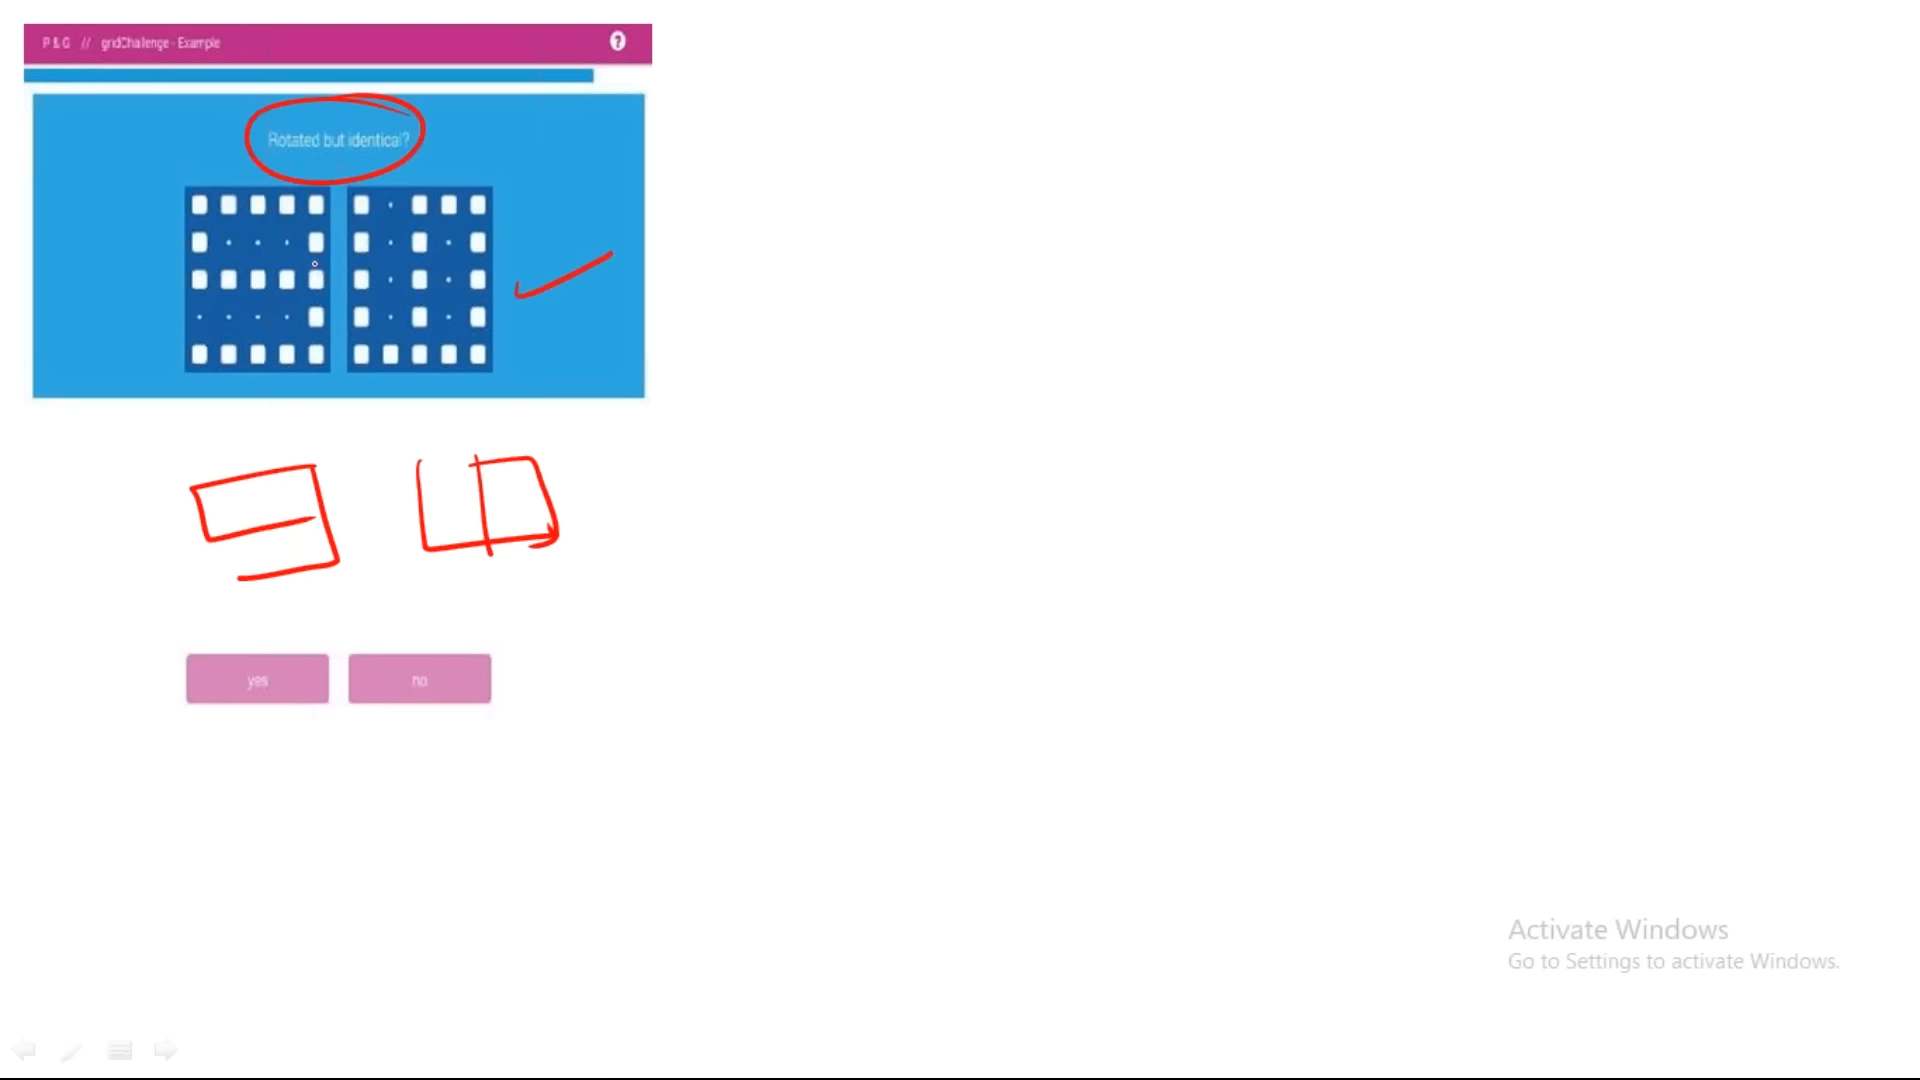 P & G // gridChallenge - Example
Rotated but identical?
yes
no
Activate Windows
Go to Settings to activate Windows.